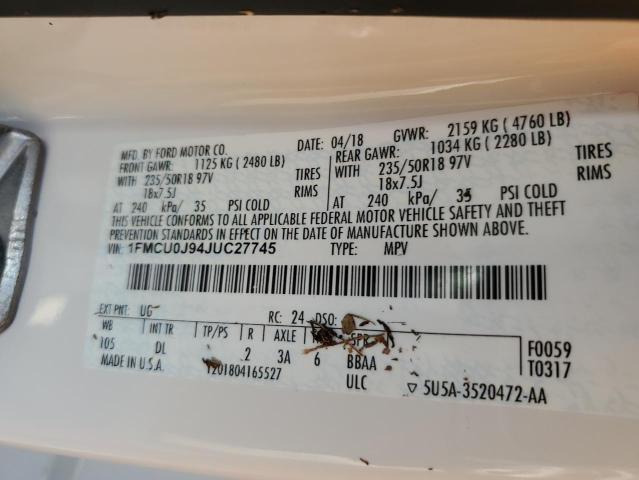 MFD. BY FORD MOTOR CO. DATE: 04/18 GVWR: 2159 KG ( 4760 LB)
FRONT GAWR: 1125 KG ( 2480 LB) REAR GAWR: 1034 KG ( 2280 LB)
WITH 235/50R18 97V TIRES WITH 235/50R18 97V TIRES
18x7.5J RIMS 18x7.5J RIMS
AT 240 kPa/ 35 PSI COLD AT 240 kPa/ 35 PSI COLD
THIS VEHICLE CONFORMS TO ALL APPLICABLE FEDERAL MOTOR VEHICLE SAFETY AND THEFT
PREVENTION STANDARDS IN EFFECT ON THE DATE OF MANUFACTURE SHOWN ABOVE.
VIN: 1FMCU0J94JUC27745 TYPE: MPV
EXT PNT: UG RC: 24 DSO:
WB INT TR TP/PS R AXLE SPR F0059
105 DL 2 3A 6 BBAA T0317
MADE IN U.S.A. T201804165527 ULC ▽ 5U5A-3520472-AA